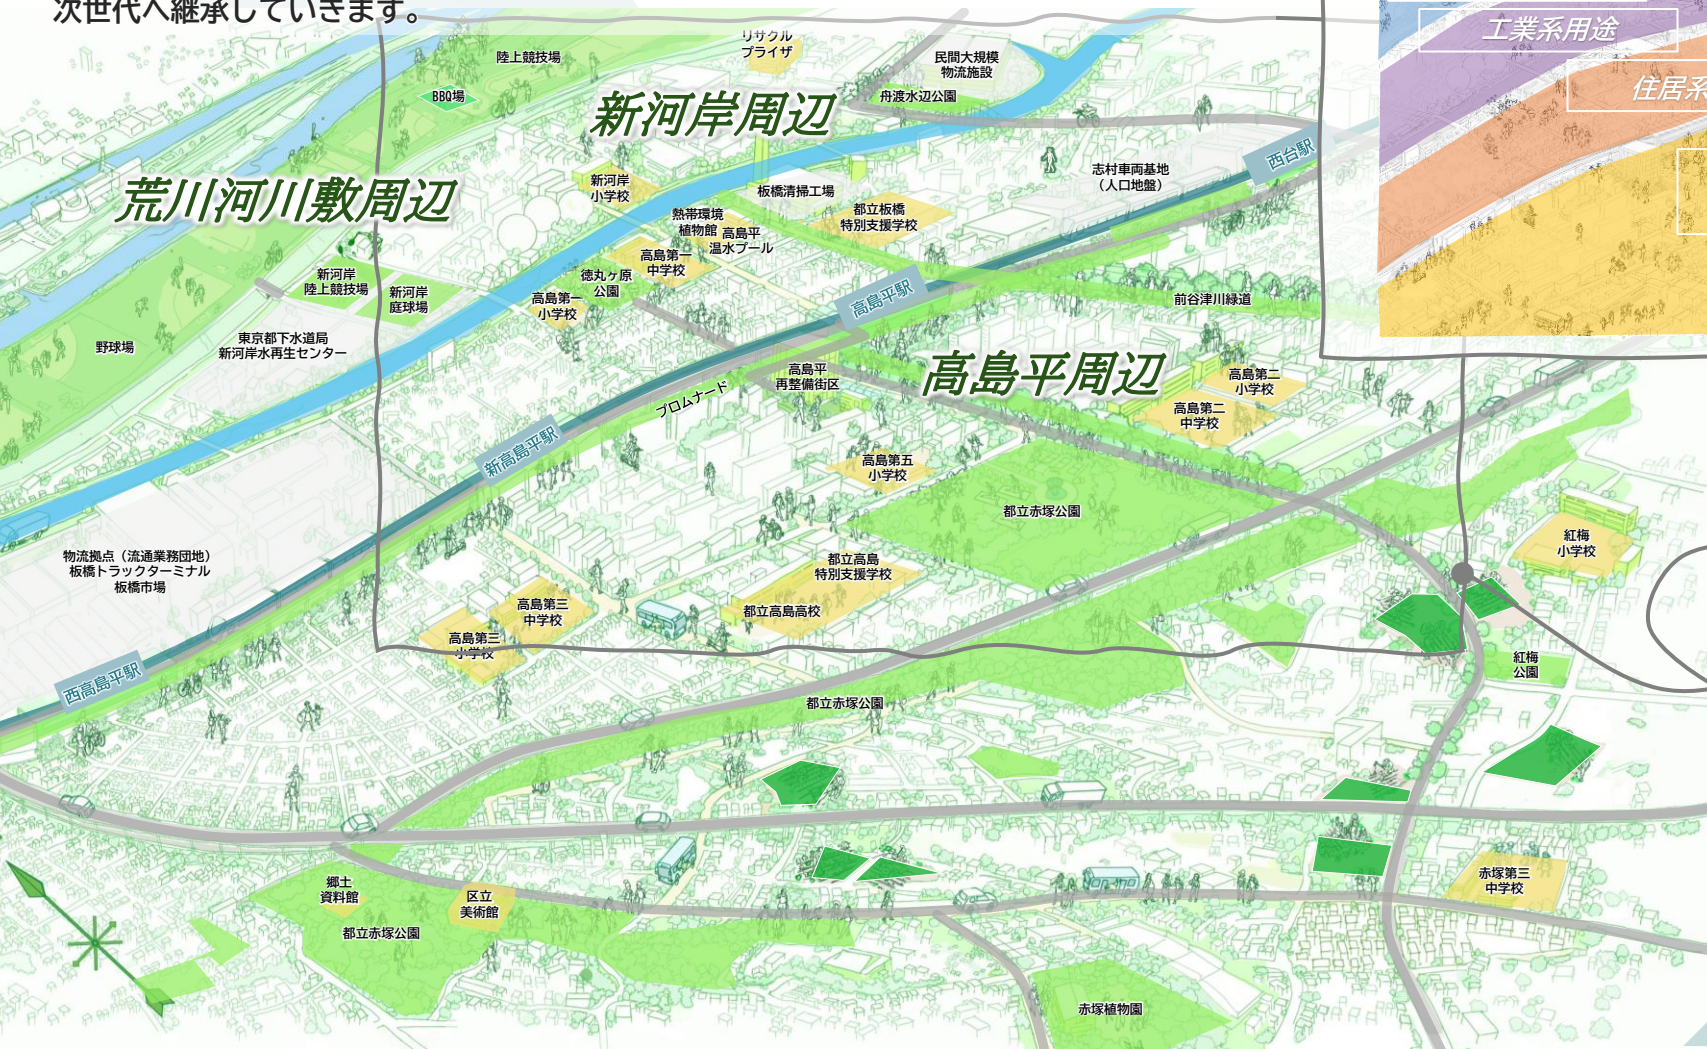 次世代へ継承していきます。
工業系用途
住居系
リサクル
プライザ
陸上競技場
BBQ場
民間大規模
物流施設
舟渡水辺公園
新河岸周辺
荒川河川敷周辺
西台駅
志村車両基地
（人口地盤）
新河岸
小学校
板橋清掃工場
熱帯環境
植物館
高島平
温水プール
都立板橋
特別支援学校
高島第一
中学校
徳丸ヶ原
公園
高島第一
小学校
新河岸
陸上競技場
新河岸
庭球場
高島平駅
前谷津川緑道
野球場
東京都下水道局
新河岸水再生センター
高島平周辺
高島平
再整備街区
プロムナード
高島第二
小学校
高島第二
中学校
新高島平駅
高島第五
小学校
都立赤塚公園
物流拠点（流通業務団地）
板橋トラックターミナル
板橋市場
都立高島
特別支援学校
都立高島高校
紅梅
小学校
高島第三
中学校
高島第三
小学校
西高島平駅
紅梅
公園
都立赤塚公園
郷土
資料館
区立
美術館
都立赤塚公園
赤塚第三
中学校
赤塚植物園